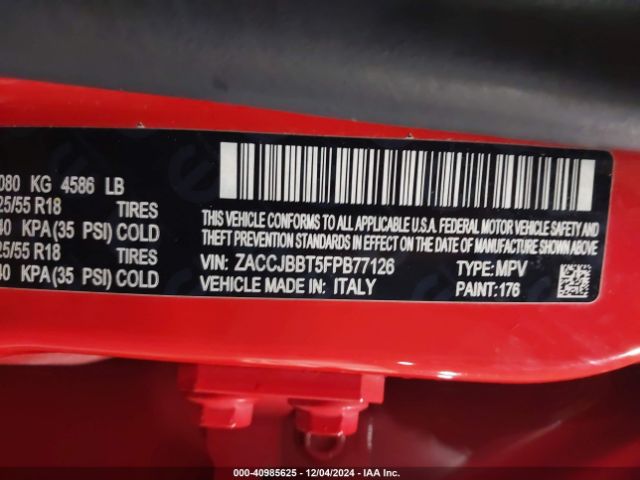 080 KG 4586 LB
25/55 R18 TIRES
40 KPA(35 PSI) COLD
25/55 R18 TIRES
40 KPA(35 PSI) COLD
THIS VEHICLE CONFORMS TO ALL APPLICABLE U.S.A. FEDERAL MOTOR VEHICLE SAFETY, BUMPER AND
THEFT PREVENTION STANDARDS IN EFFECT ON THE DATE OF MANUFACTURE SHOWN ABOVE.
VIN: ZACCJBBT5FPB77126 TYPE: MPV
VEHICLE MADE IN: ITALY PAINT: 176
000-40985625 - 12/04/2024 - IAA Inc.